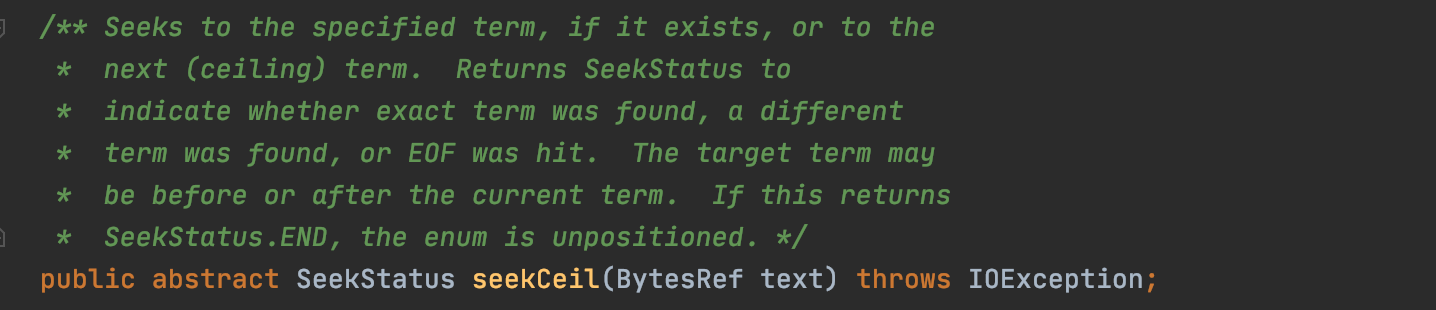 /** Seeks to the specified term, if it exists, or to the
 *  next (ceiling) term.  Returns SeekStatus to
 *  indicate whether exact term was found, a different
 *  term was found, or EOF was hit.  The target term may
 *  be before or after the current term.  If this returns
 *  SeekStatus.END, the enum is unpositioned. */
public abstract SeekStatus seekCeil(BytesRef text) throws IOException;